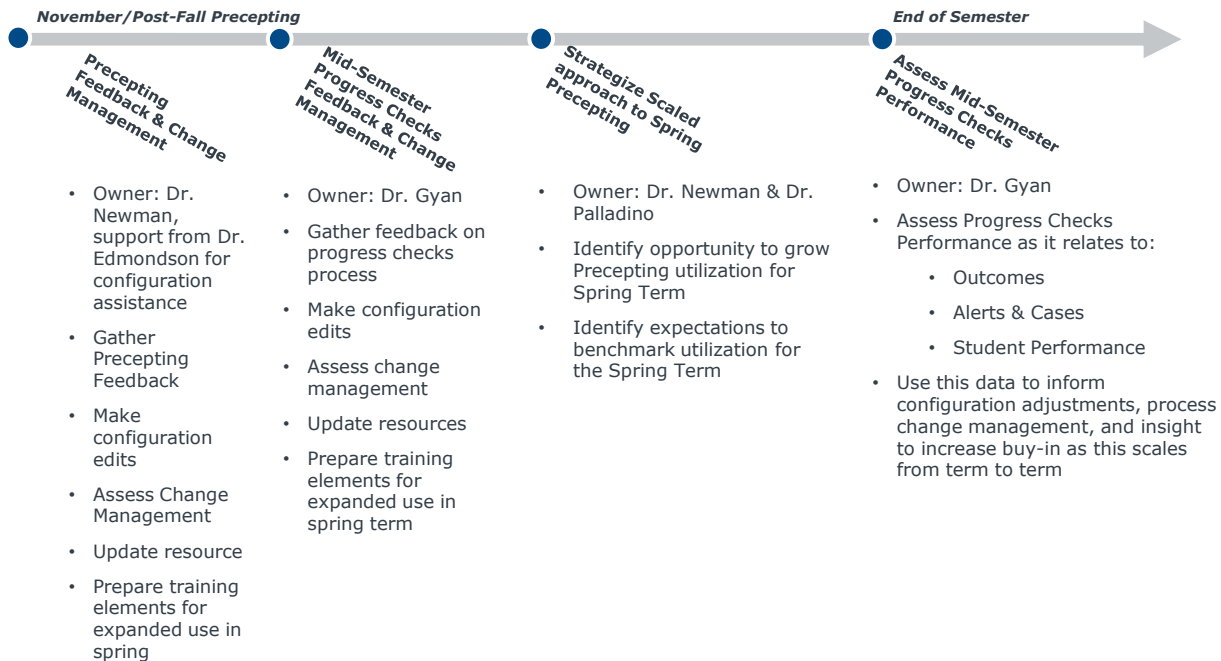 November/Post-Fall Precepting
End of Semester
Precepting
Feedback & Change
Management
• Owner: Dr.
Newman,
support from Dr.
Edmondson for
configuration
assistance
• Gather
Precepting
Feedback
• Make
configuration
edits
• Assess Change
Management
• Update resource
• Prepare training
elements for
expanded use in
spring
Mid-Semester
Progress Checks
Feedback & Change
Management
• Owner: Dr. Gyan
• Gather feedback on
progress checks
process
• Make configuration
edits
• Assess change
management
• Update resources
• Prepare training
elements for
expanded use in
spring term
Strategize Scaled
approach to Spring
Precepting
• Owner: Dr. Newman & Dr.
Palladino
• Identify opportunity to grow
Precepting utilization for
Spring Term
• Identify expectations to
benchmark utilization for
the Spring Term
Assess Mid-Semester
Progress Checks
Performance
• Owner: Dr. Gyan
• Assess Progress Checks
Performance as it relates to:
• Outcomes
• Alerts & Cases
• Student Performance
• Use this data to inform
configuration adjustments, process
change management, and insight
to increase buy-in as this scales
from term to term